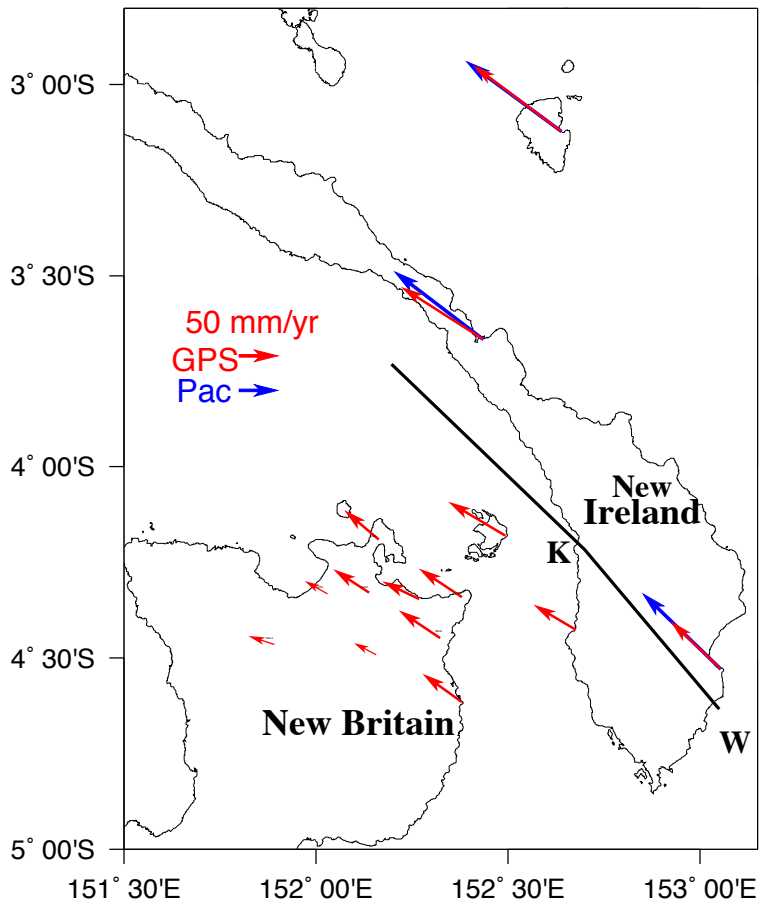 3° 00'S
3° 30'S
50 mm/yr
GPS
Pac
4° 00'S
New
Ireland
K
4° 30'S
New Britain
W
5° 00'S
151° 30'E
152° 00'E
152° 30'E
153° 00'E